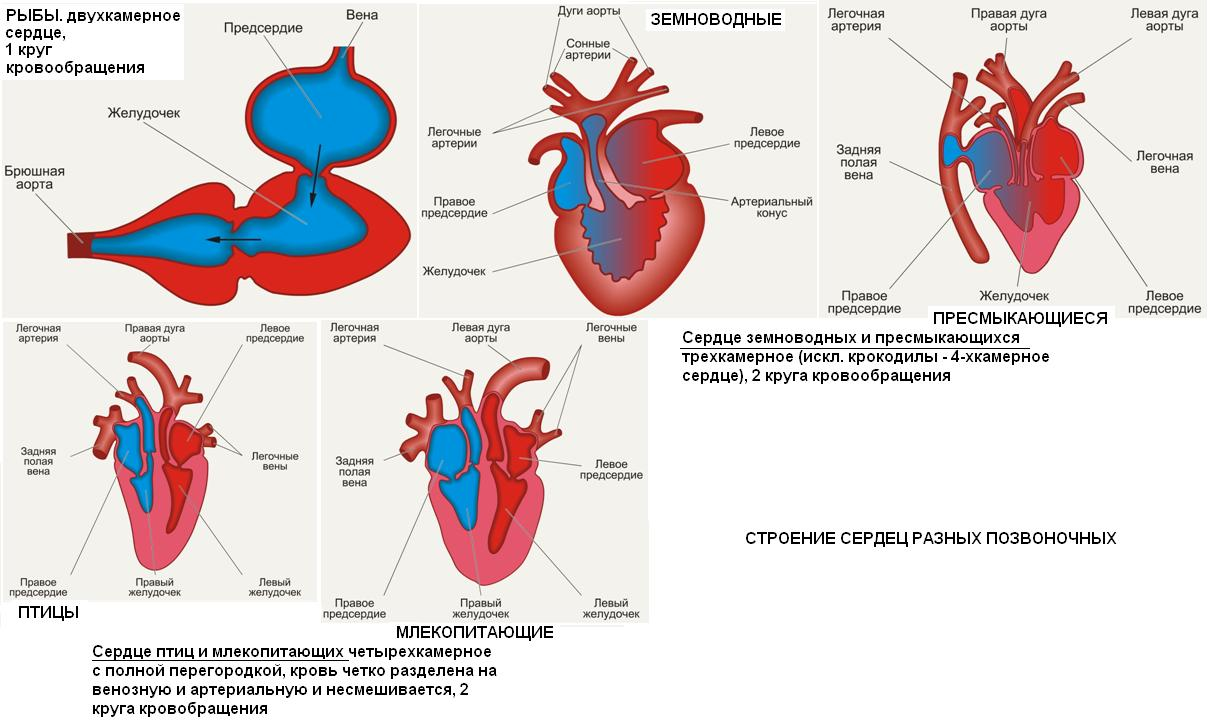 РЫБЫ. двухкамерное
сердце,
1 круг
кровообращения
Вена
Предсердие
Желудочек
Брюшная
аорта
ЗЕМНОВОДНЫЕ
Дуги аорты
Сонные
артерии
Легочные
артерии
Левое
предсердие
Правое
предсердие
Артериальный
конус
Желудочек
Легочная
артерия
Правая дуга
аорты
Левая дуга
аорты
Задняя
полая
вена
Легочная
вена
Правое
предсердие
Желудочек
Левое
предсердие
ПРЕСМЫКАЮЩИЕСЯ
Сердце земноводных и пресмыкающихся
трехкамерное (искл. крокодилы - 4-хкамерное
сердце), 2 круга кровообращения
Легочная
артерия
Правая дуга
аорты
Левое
предсердие
Задняя
полая
вена
Легочные
вены
Правое
предсердие
Правый
желудочек
Левый
желудочек
ПТИЦЫ
Легочная
артерия
Левая дуга
аорты
Легочные
вены
Задняя
полая
вена
Левое
предсердие
Правое
предсердие
Правый
желудочек
Левый
желудочек
МЛЕКОПИТАЮЩИЕ
СТРОЕНИЕ СЕРДЕЦ РАЗНЫХ ПОЗВОНОЧНЫХ
Сердце птиц и млекопитающих четырехкамерное
с полной перегородкой, кровь четко разделена на
венозную и артериальную и несмешивается, 2
круга кровообращения